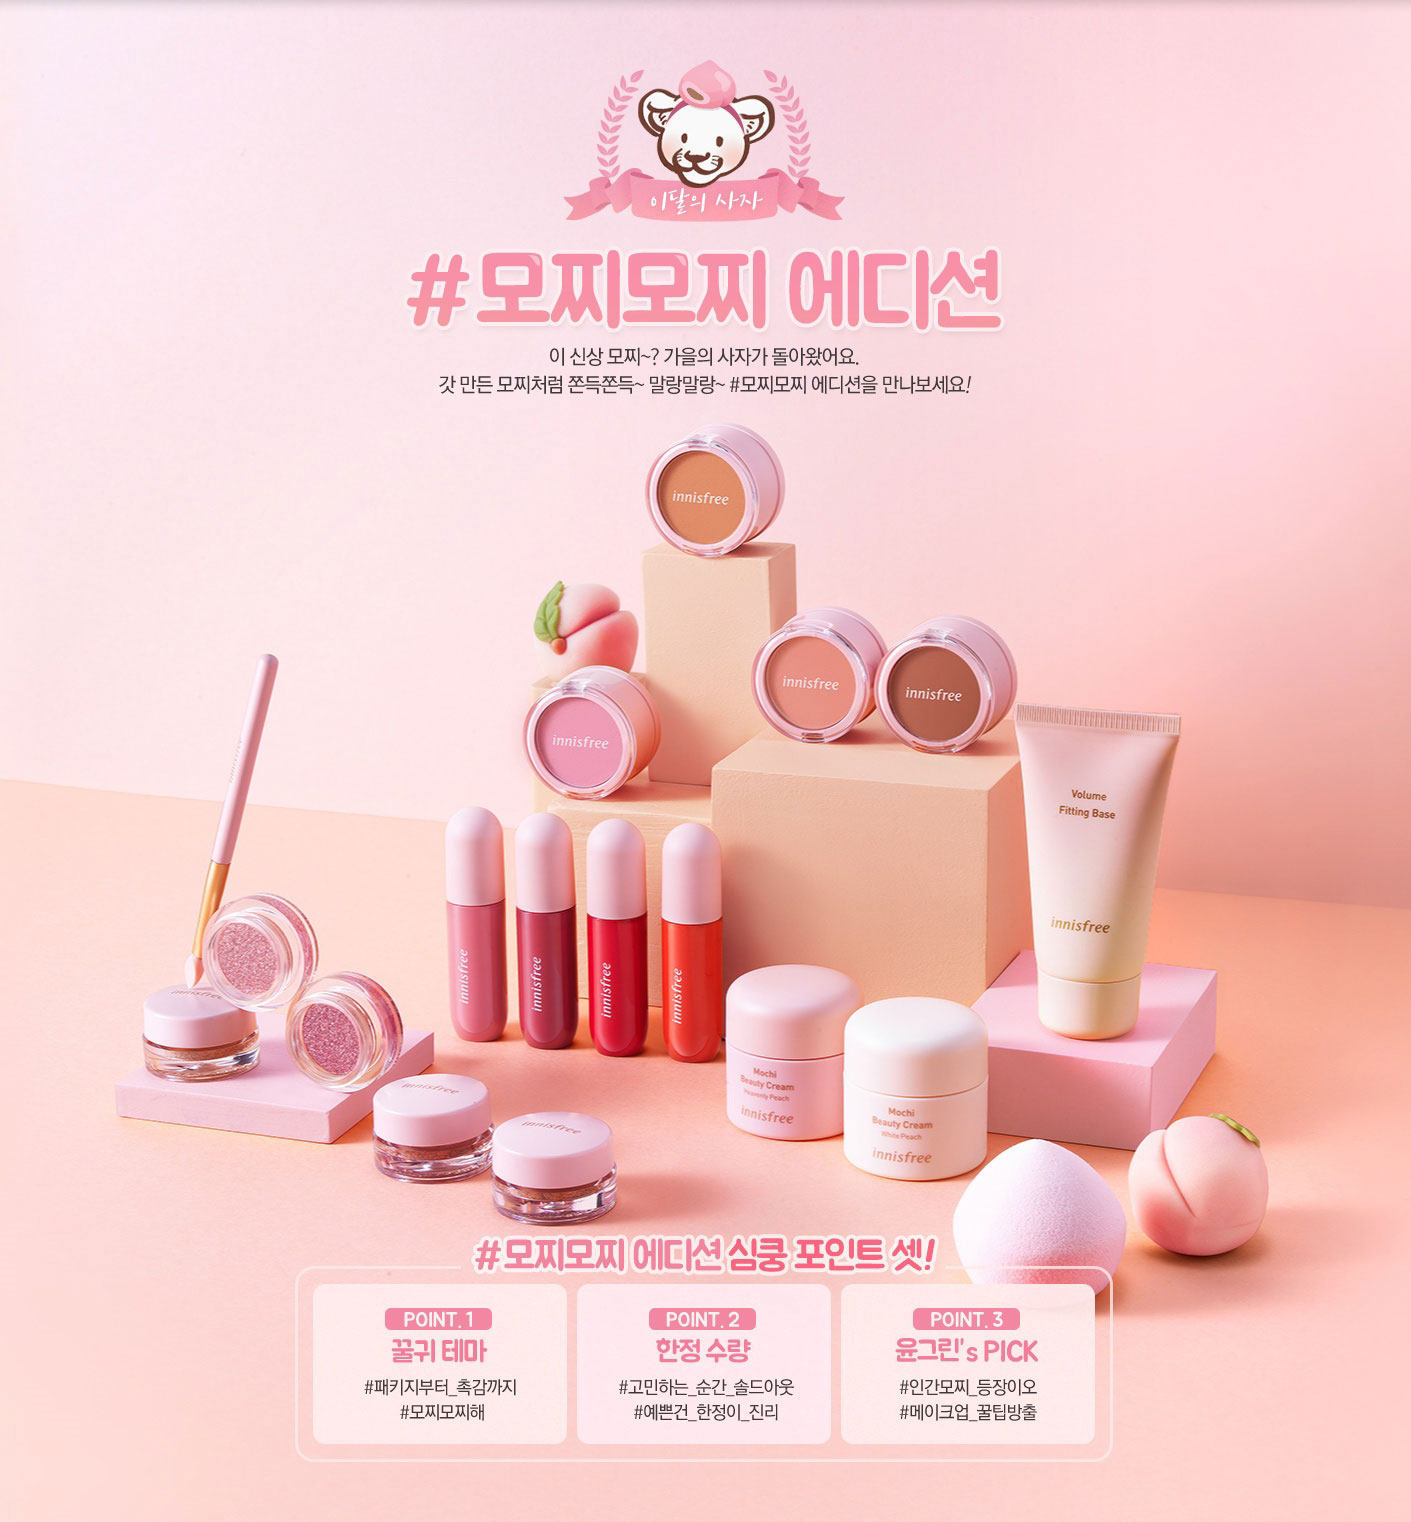 이달의 사자
#모찌모찌 에디션
이 신상 모찌~? 가을의 사자가 돌아왔어요.
갓 만든 모찌처럼 쫀득쫀득~ 말랑말랑~ #모찌모찌 에디션을 만나보세요!
innisfree
innisfree
innisfree
innisfree
Volume
Fitting Base
innisfree
innisfree
innisfree
innisfree
innisfree
innisfree
innisfree
innisfree
Mochi
Beauty Cream
Heavenly Peach
innisfree
Mochi
Beauty Cream
White Peach
innisfree
#모찌모찌 에디션 심쿵 포인트 셋!
POINT. 1
꿀귀 테마
#패키지부터_촉감까지
#모찌모찌해
POINT. 2
한정 수량
#고민하는_순간_솔드아웃
#예쁜건_한정이_진리
POINT. 3
윤그린's PICK
#인간모찌_등장이오
#메이크업_꿀팁방출